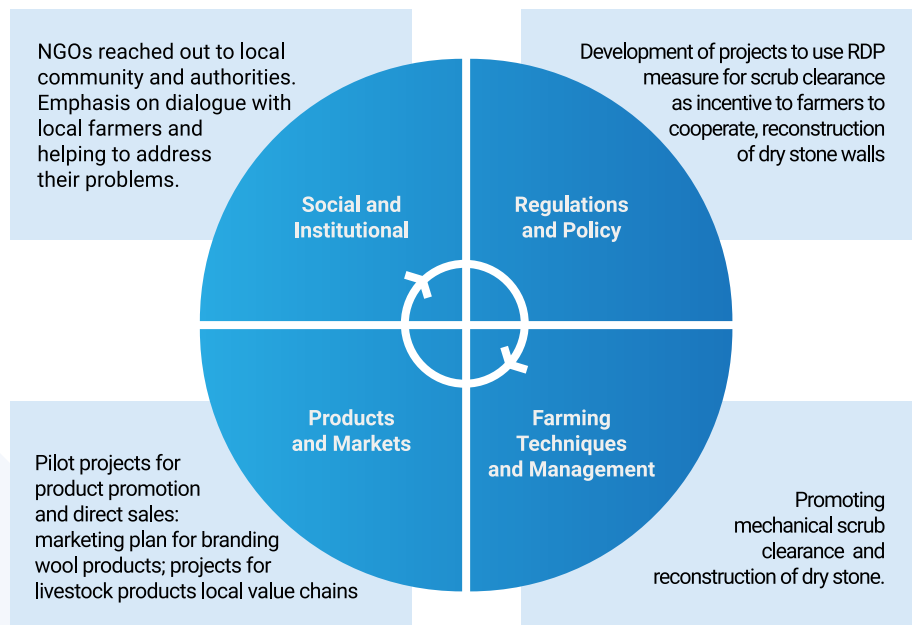 NGOs reached out to local
community and authorities.
Emphasis on dialogue with
local farmers and
helping to address
their problems.
Development of projects to use RDP
measure for scrub clearance
as incentive to farmers to
cooperate, reconstruction
of dry stone walls
Social and
Institutional
Regulations
and Policy
Products
and Markets
Farming
Techniques
and Management
Pilot projects for
product promotion
and direct sales:
marketing plan for branding
wool products; projects for
livestock products local value chains
Promoting
mechanical scrub
clearance and
reconstruction of dry stone.